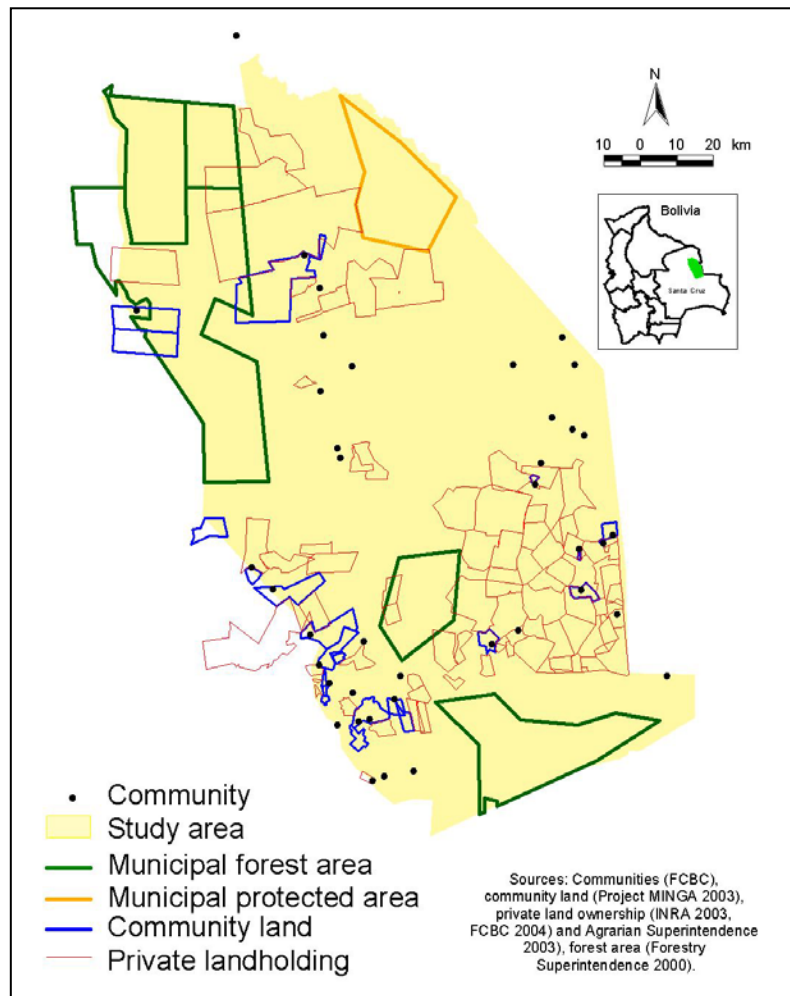 N
10 0 10 20 km
Bolivia
Santa Cruz
Community
Study area
Municipal forest area
Municipal protected area
Community land
Private landholding
Sources: Communities (FCBC),
community land (Project MINGA 2003),
private land ownership (INRA 2003,
FCBC 2004) and Agrarian Superintendence
2003), forest area (Forestry
Superintendence 2000).